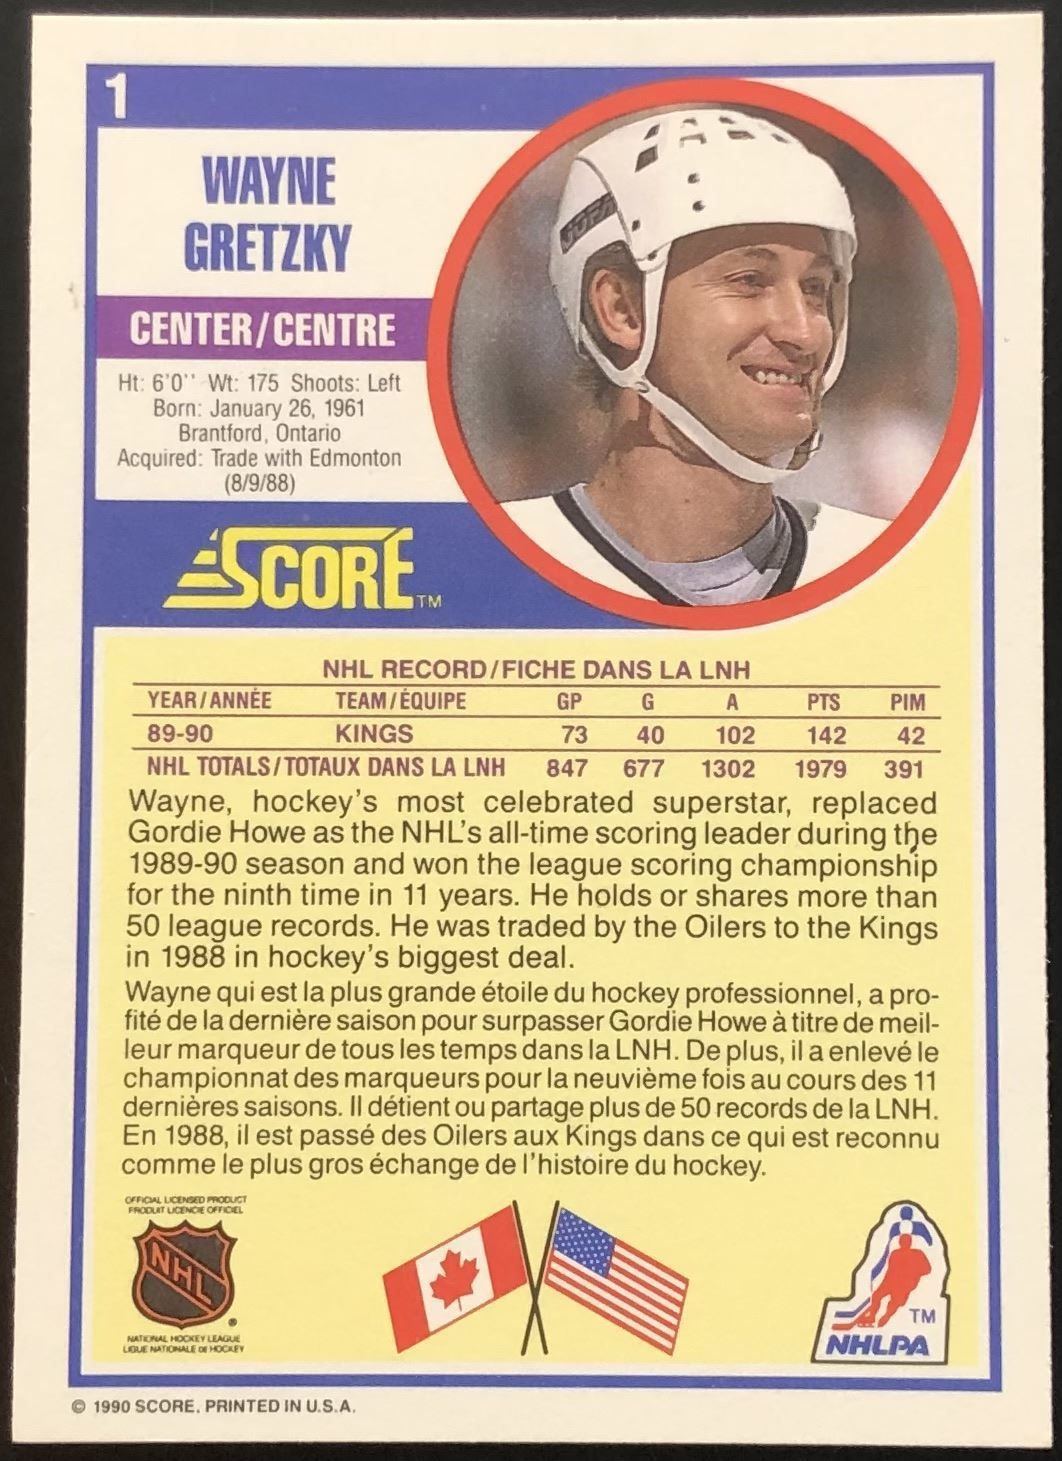 1
WAYNE
GRETZKY
CENTER/CENTRE
Ht: 6'0'' Wt: 175 Shoots: Left
Born: January 26, 1961
Brantford, Ontario
Acquired: Trade with Edmonton
(8/9/88)
JOFA
SCORE TM
NHL RECORD/FICHE DANS LA LNH
YEAR/ANNÉE TEAM/ÉQUIPE GP G A PTS PIM
89-90 KINGS 73 40 102 142 42
NHL TOTALS/TOTAUX DANS LA LNH 847 677 1302 1979 391
Wayne, hockey's most celebrated superstar, replaced
Gordie Howe as the NHL's all-time scoring leader during the
1989-90 season and won the league scoring championship
for the ninth time in 11 years. He holds or shares more than
50 league records. He was traded by the Oilers to the Kings
in 1988 in hockey's biggest deal.
Wayne qui est la plus grande étoile du hockey professionnel, a pro-
fité de la dernière saison pour surpasser Gordie Howe à titre de meil-
leur marqueur de tous les temps dans la LNH. De plus, il a enlevé le
championnat des marqueurs pour la neuvième fois au cours des 11
dernières saisons. Il détient ou partage plus de 50 records de la LNH.
En 1988, il est passé des Oilers aux Kings dans ce qui est reconnu
comme le plus gros échange de l'histoire du hockey.
OFFICIAL LICENSED PRODUCT
PRODUIT LICENCIE OFFICIEL
NHL ®
NATIONAL HOCKEY LEAGUE
LIGUE NATIONALE DE HOCKEY
TM
NHLPA
© 1990 SCORE. PRINTED IN U.S.A.